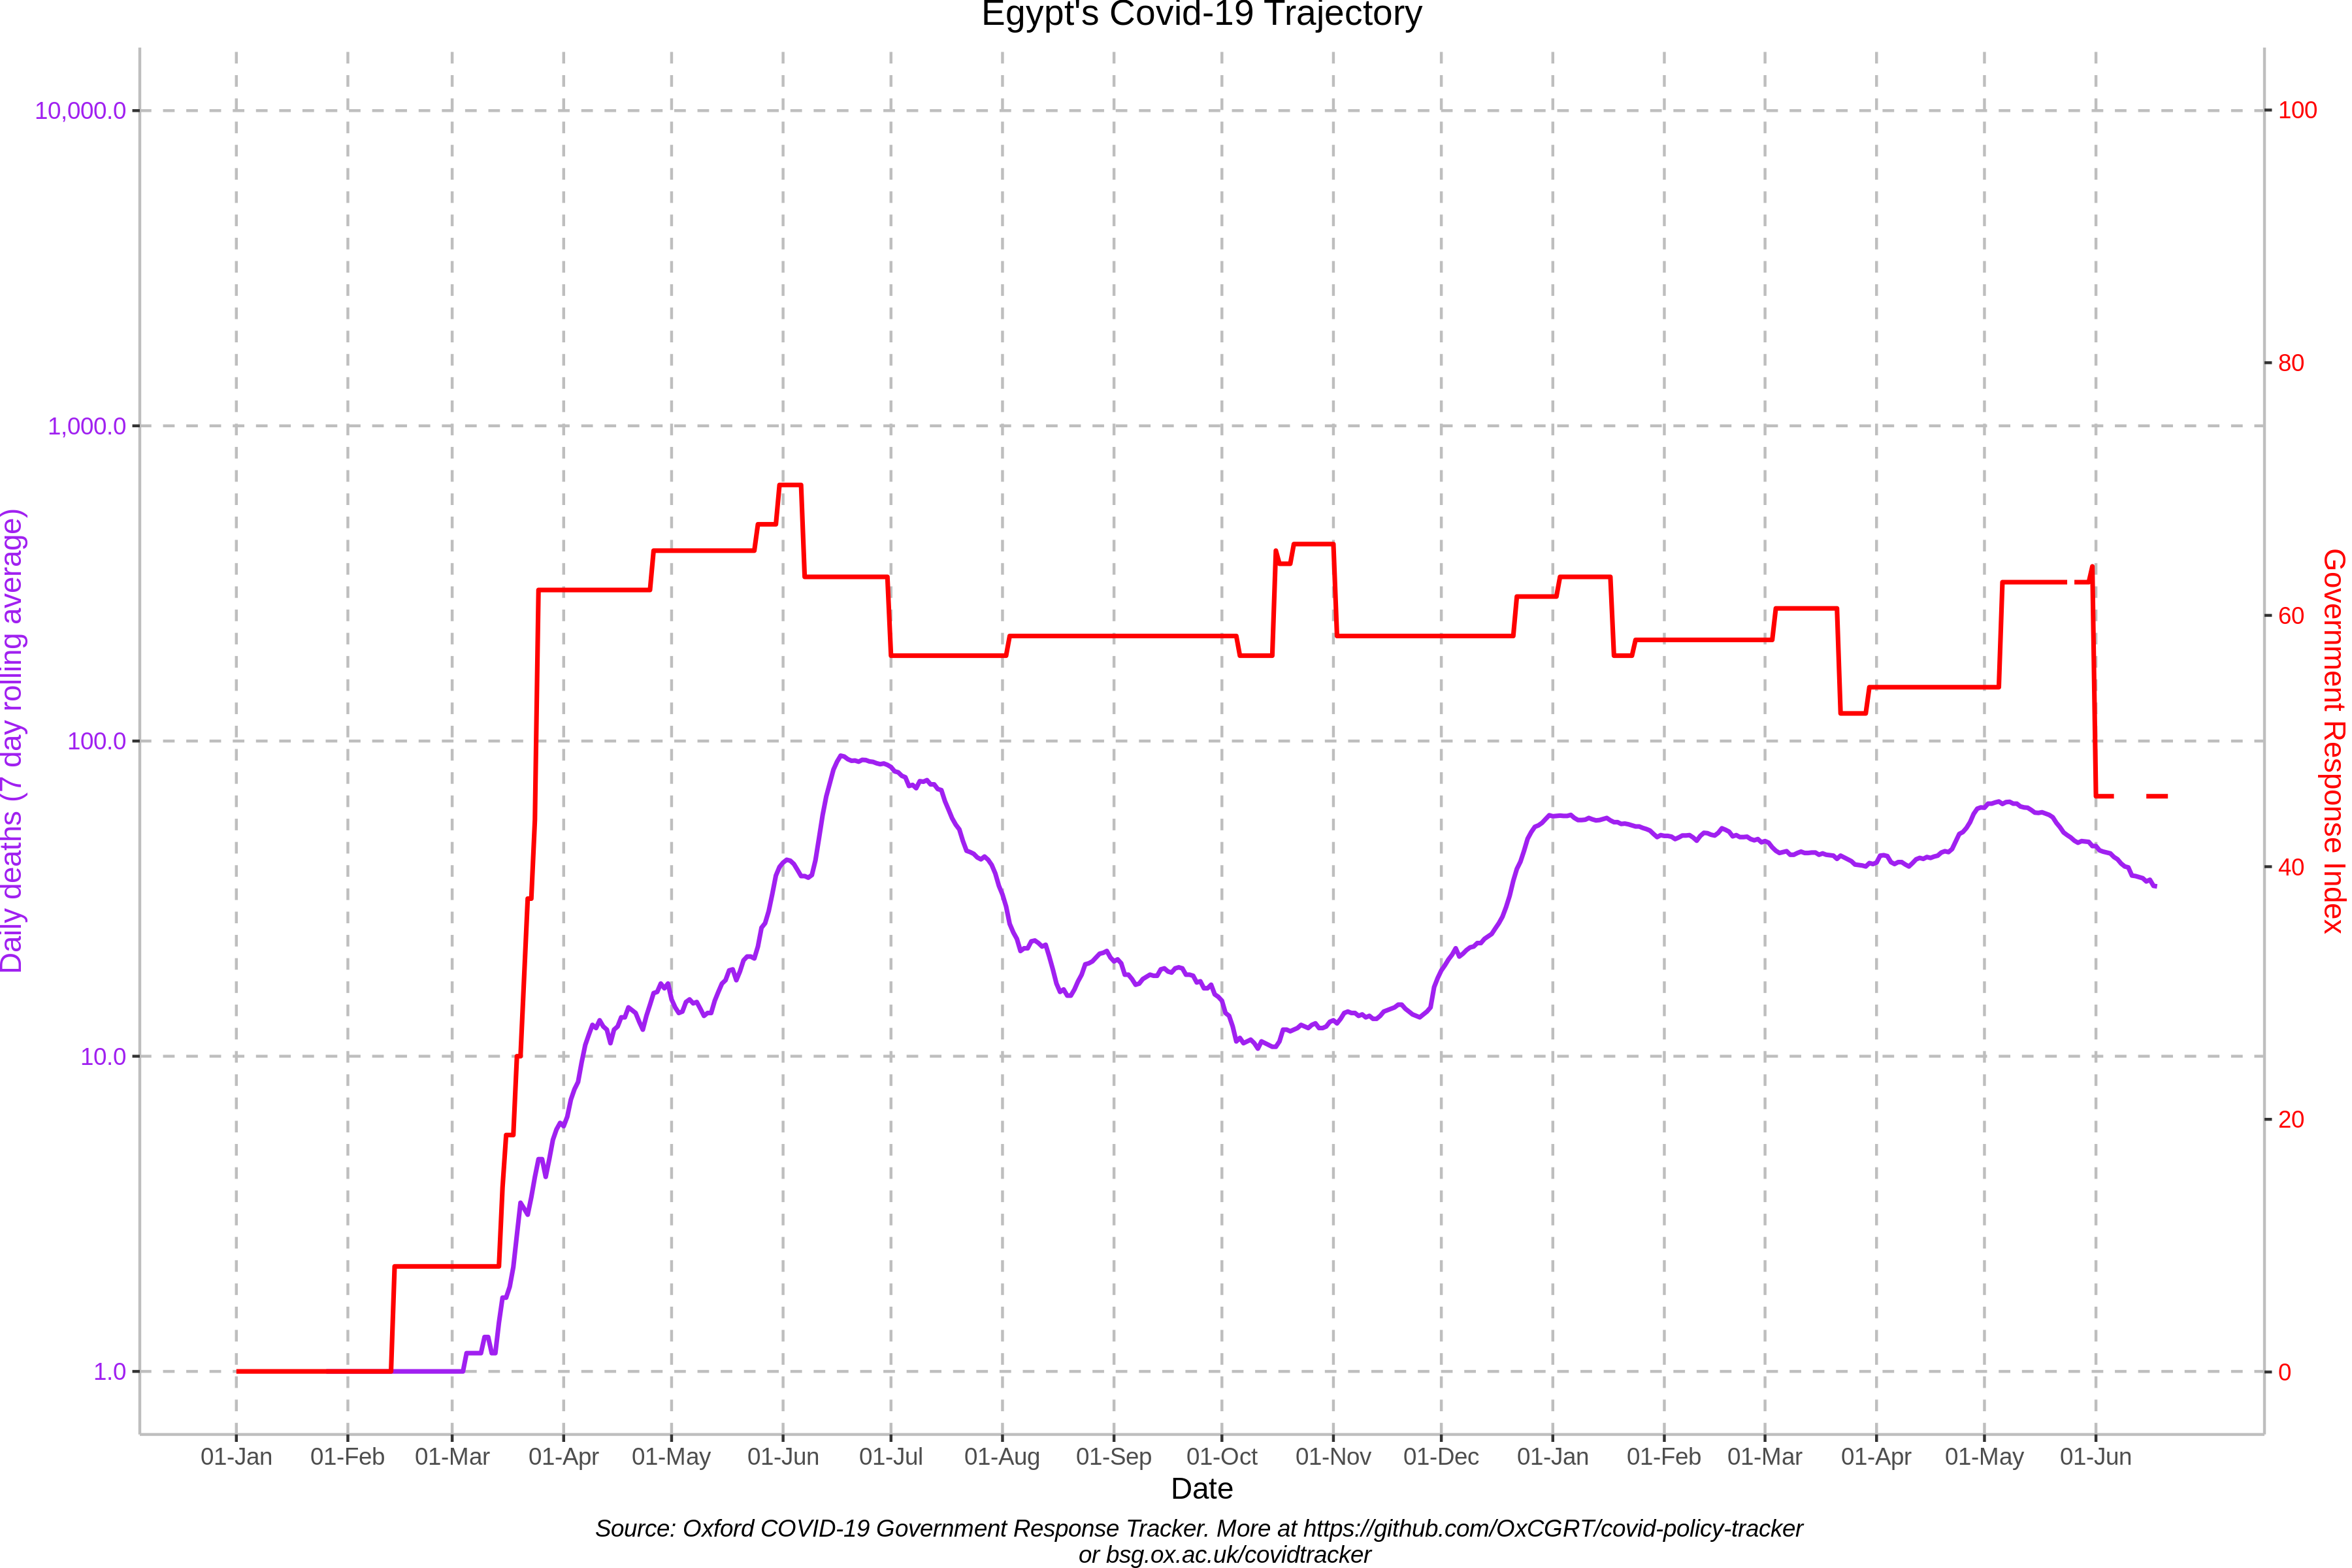 Egypt's Covid-19 Trajectory
10,000.0
1,000.0
100.0
10.0
1.0
Daily deaths (7 day rolling average)
100
80
60
40
20
0
Government Response Index
01-Jan 01-Feb 01-Mar 01-Apr 01-May 01-Jun 01-Jul 01-Aug 01-Sep 01-Oct 01-Nov 01-Dec 01-Jan 01-Feb 01-Mar 01-Apr 01-May 01-Jun
Date
Source: Oxford COVID-19 Government Response Tracker. More at https://github.com/OxCGRT/covid-policy-tracker
or bsg.ox.ac.uk/covidtracker